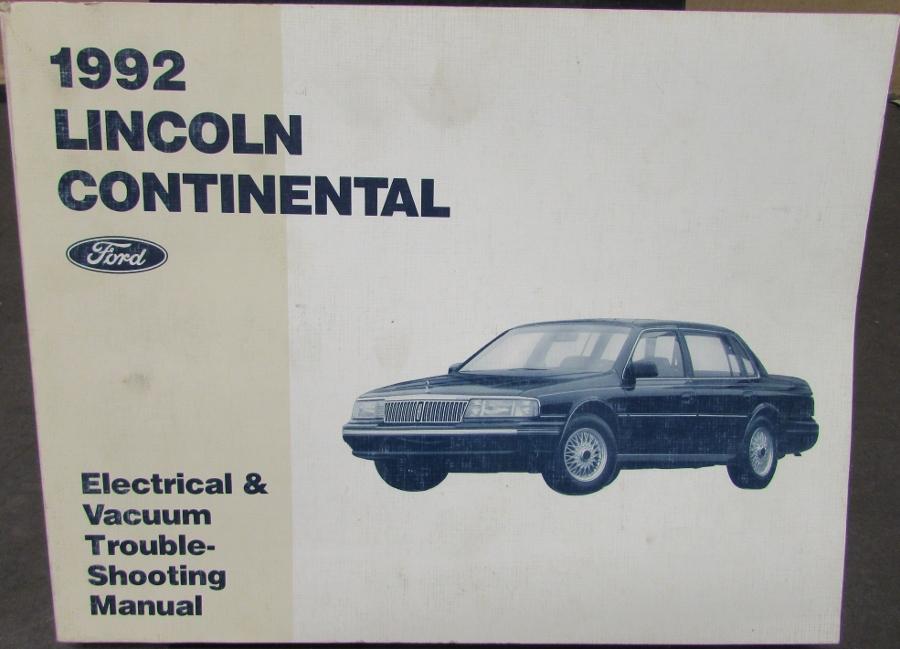 1992
LINCOLN
CONTINENTAL
Ford
Electrical &
Vacuum
Trouble-
Shooting
Manual